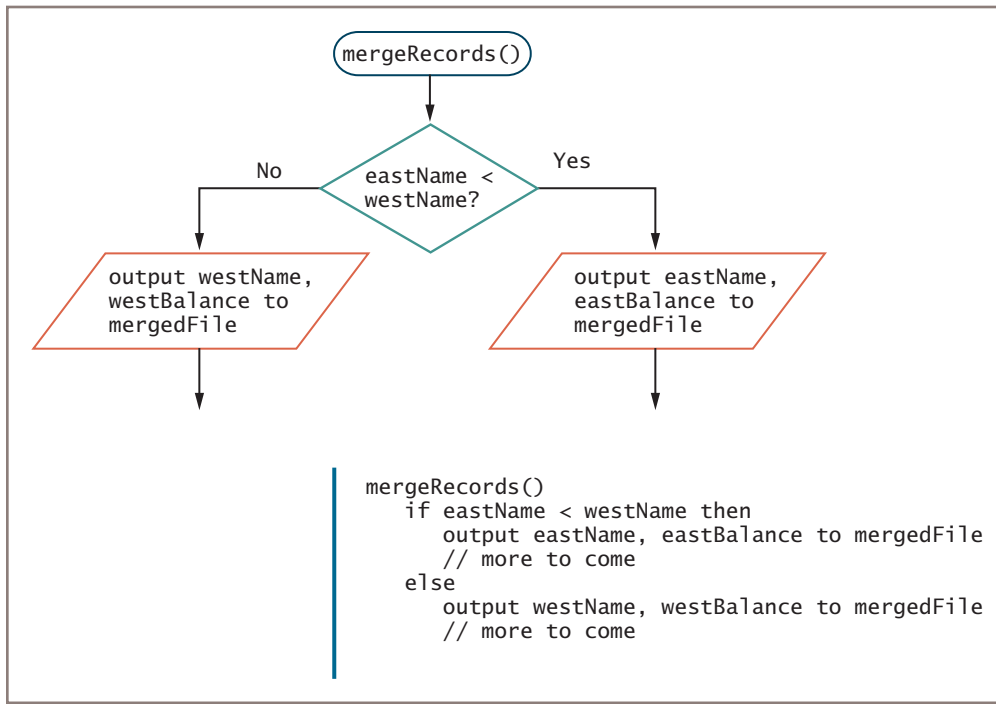 mergeRecords()
No
Yes
eastName <
westName?
output westName,
westBalance to
mergedFile
output eastName,
eastBalance to
mergedFile
mergeRecords()
   if eastName < westName then
      output eastName, eastBalance to mergedFile
      // more to come
   else
      output westName, westBalance to mergedFile
      // more to come